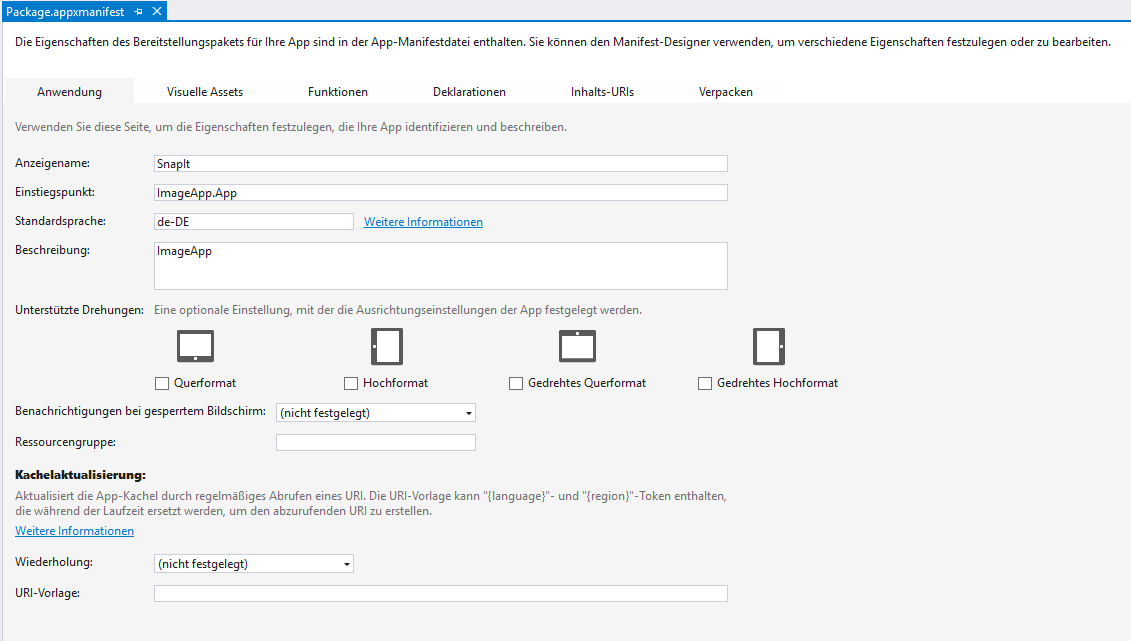 Package.appxmanifest
Die Eigenschaften des Bereitstellungspakets für Ihre App sind in der App-Manifestdatei enthalten. Sie können den Manifest-Designer verwenden, um verschiedene Eigenschaften festzulegen oder zu bearbeiten.
Anwendung Visuelle Assets Funktionen Deklarationen Inhalts-URIs Verpacken
Verwenden Sie diese Seite, um die Eigenschaften festzulegen, die Ihre App identifizieren und beschreiben.
Anzeigename: SnapIt
Einstiegspunkt: ImageApp.App
Standardsprache: de-DE Weitere Informationen
Beschreibung: ImageApp
Unterstützte Drehungen: Eine optionale Einstellung, mit der die Ausrichtungseinstellungen der App festgelegt werden.
Querformat Hochformat Gedrehtes Querformat Gedrehtes Hochformat
Benachrichtigungen bei gesperrtem Bildschirm: (nicht festgelegt)
Ressourcengruppe:
Kachelaktualisierung:
Aktualisiert die App-Kachel durch regelmäßiges Abrufen eines URI. Die URI-Vorlage kann "{language}"- und "{region}"-Token enthalten,
die während der Laufzeit ersetzt werden, um den abzurufenden URI zu erstellen.
Weitere Informationen
Wiederholung: (nicht festgelegt)
URI-Vorlage: